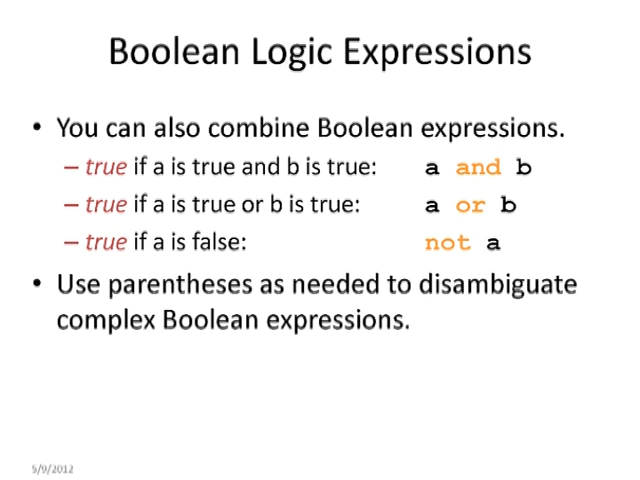 Boolean Logic Expressions
• You can also combine Boolean expressions.
– true if a is true and b is true: a and b
– true if a is true or b is true: a or b
– true if a is false: not a
• Use parentheses as needed to disambiguate
complex Boolean expressions.
5/9/2012